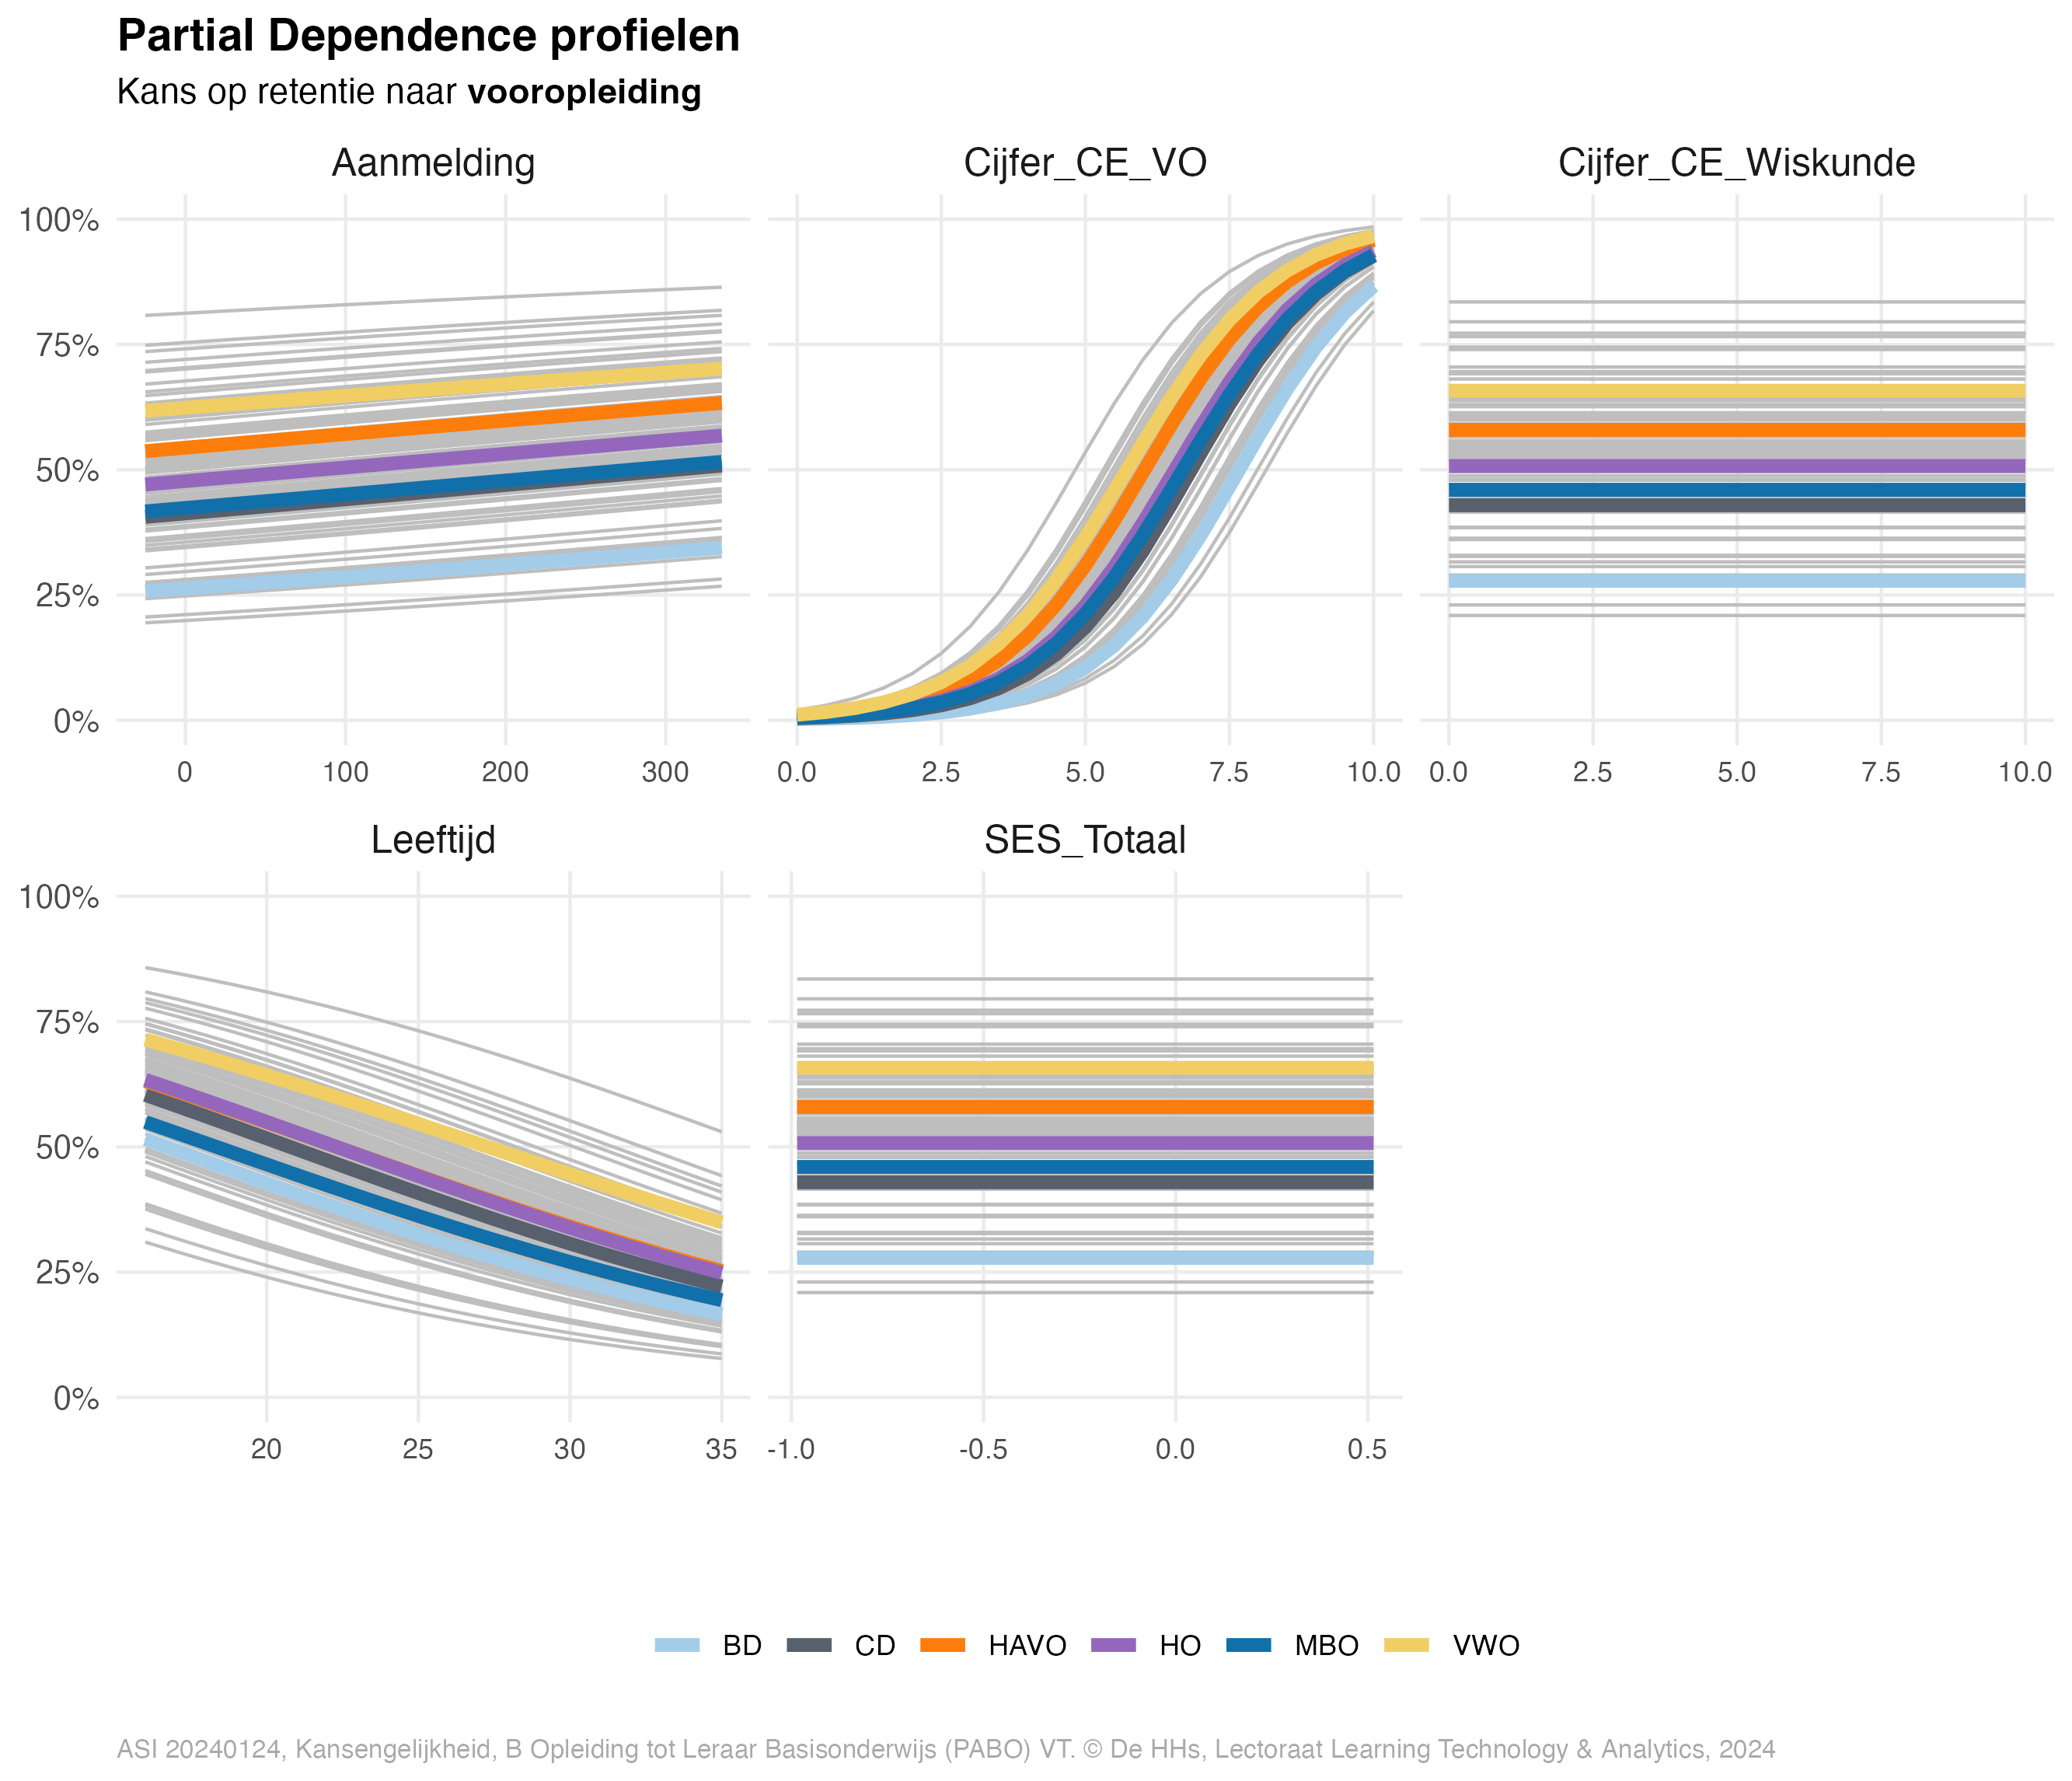 Partial Dependence profielen
Kans op retentie naar vooropleiding
Aanmelding
Cijfer_CE_VO
Cijfer_CE_Wiskunde
100%
75%
50%
25%
0%
0 100 200 300
0.0 2.5 5.0 7.5 10.0
0.0 2.5 5.0 7.5 10.0
Leeftijd
SES_Totaal
100%
75%
50%
25%
0%
20 25 30 35
-1.0 -0.5 0.0 0.5
BD CD HAVO HO MBO VWO
ASI 20240124, Kansengelijkheid, B Opleiding tot Leraar Basisonderwijs (PABO) VT. © De HHs, Lectoraat Learning Technology & Analytics, 2024